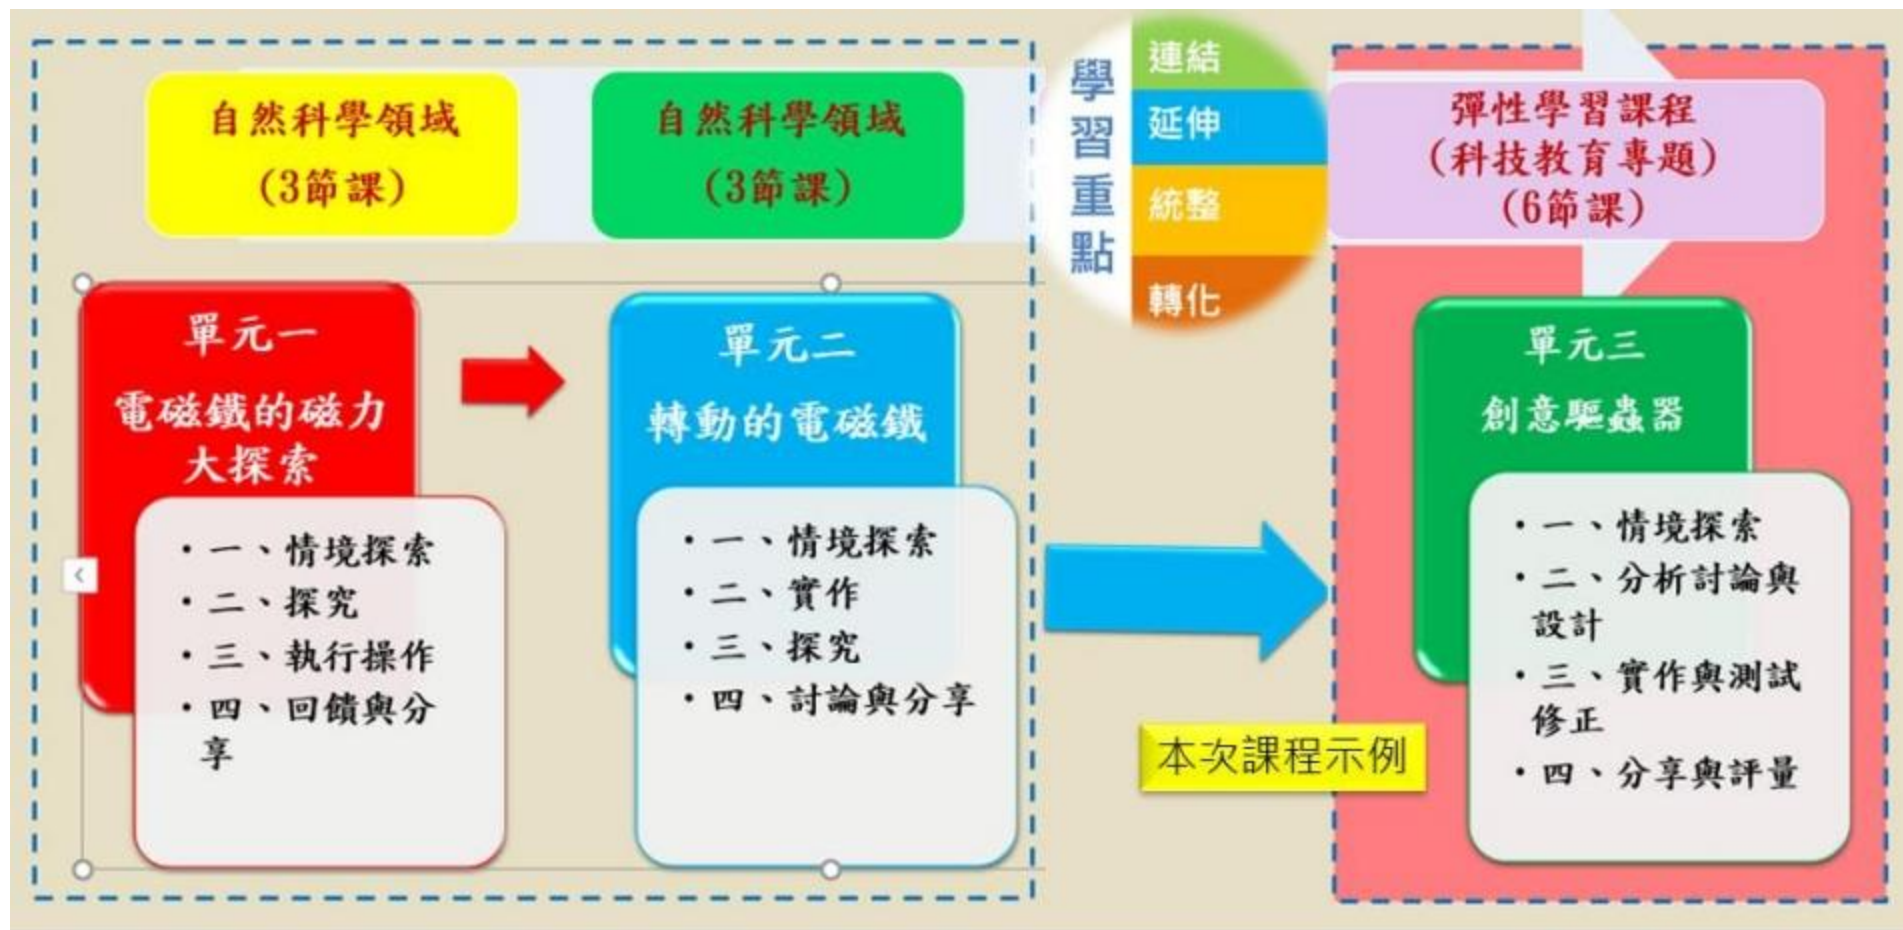 自然科學領域
(3節課)
自然科學領域
(3節課)
學習重點
連結
延伸
統整
轉化
彈性學習課程
(科技教育專題)
(6節課)
單元一
電磁鐵的磁力
大探索
・一、情境探索
・二、探究
・三、執行操作
・四、回饋與分
享
單元二
轉動的電磁鐵
・一、情境探索
・二、實作
・三、探究
・四、討論與分享
本次課程示例
單元三
創意驅蟲器
・一、情境探索
・二、分析討論與
設計
・三、實作與測試
修正
・四、分享與評量